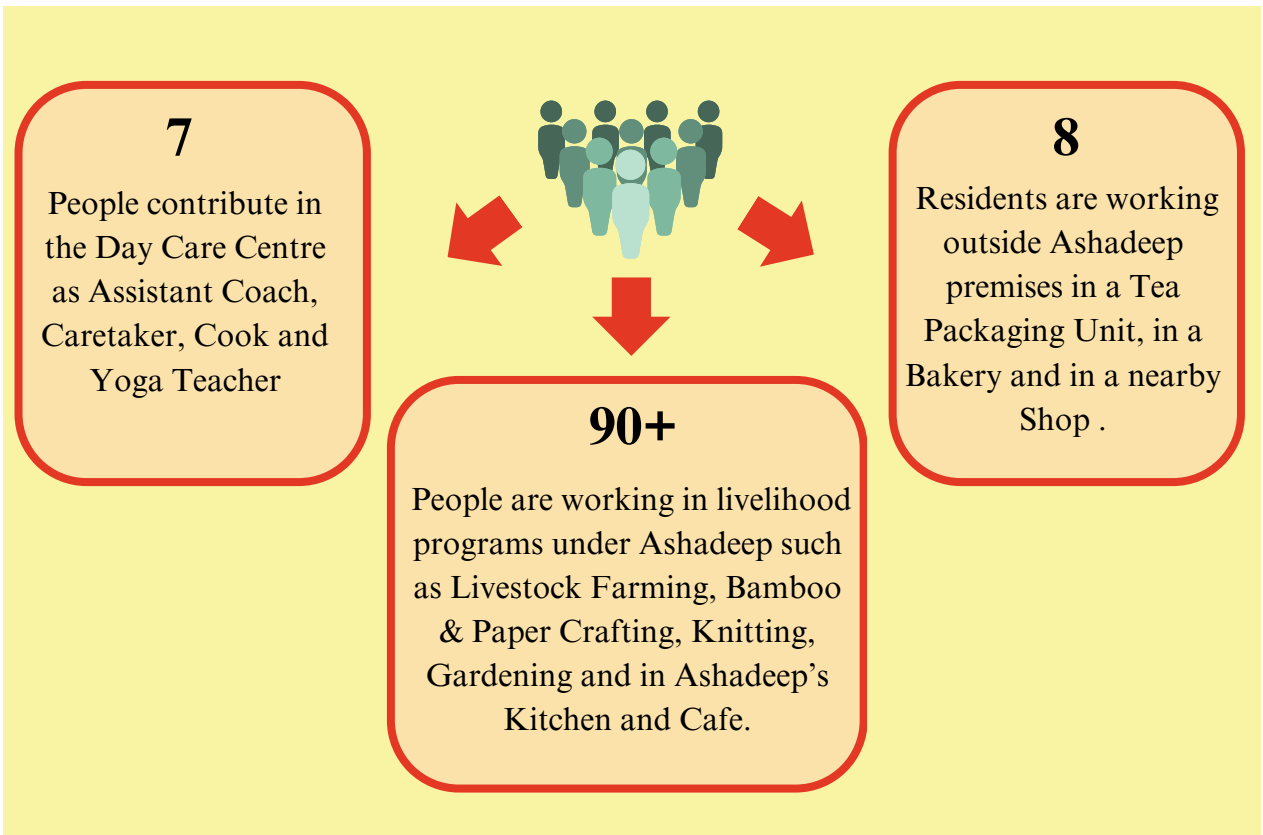 7
People contribute in
the Day Care Centre
as Assistant Coach,
Caretaker, Cook and
Yoga Teacher
90+
People are working in livelihood
programs under Ashadeep such
as Livestock Farming, Bamboo
& Paper Crafting, Knitting,
Gardening and in Ashadeep’s
Kitchen and Cafe.
8
Residents are working
outside Ashadeep
premises in a Tea
Packaging Unit, in a
Bakery and in a nearby
Shop .